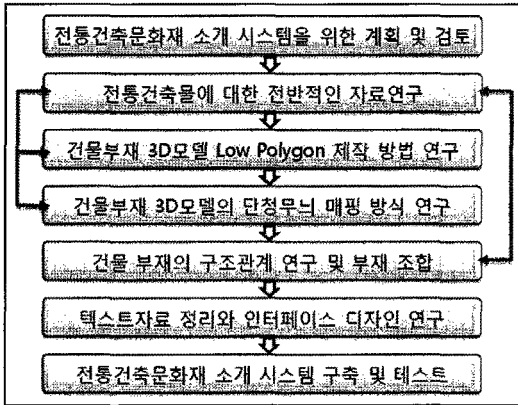 전통건축문화재 소개 시스템을 위한 계획 및 검토
전통건축물에 대한 전반적인 자료연구
건물부재 3D모델 Low Polygon 제작 방법 연구
건물부재 3D모델의 단청무늬 매핑 방식 연구
건물 부재의 구조관계 연구 및 부재 조합
텍스트자료 정리와 인터페이스 디자인 연구
전통건축문화재 소개 시스템 구축 및 테스트